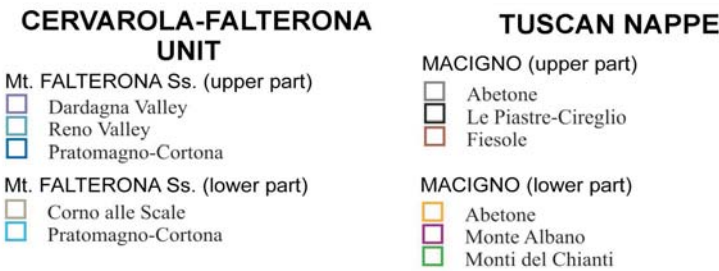 CERVAROLA-FALTERONA
UNIT
Mt. FALTERONA Ss. (upper part)
Dardagna Valley
Reno Valley
Pratomagno-Cortona
Mt. FALTERONA Ss. (lower part)
Corno alle Scale
Pratomagno-Cortona
TUSCAN NAPPE
MACIGNO (upper part)
Abetone
Le Piastre-Cireglio
Fiesole
MACIGNO (lower part)
Abetone
Monte Albano
Monti del Chianti